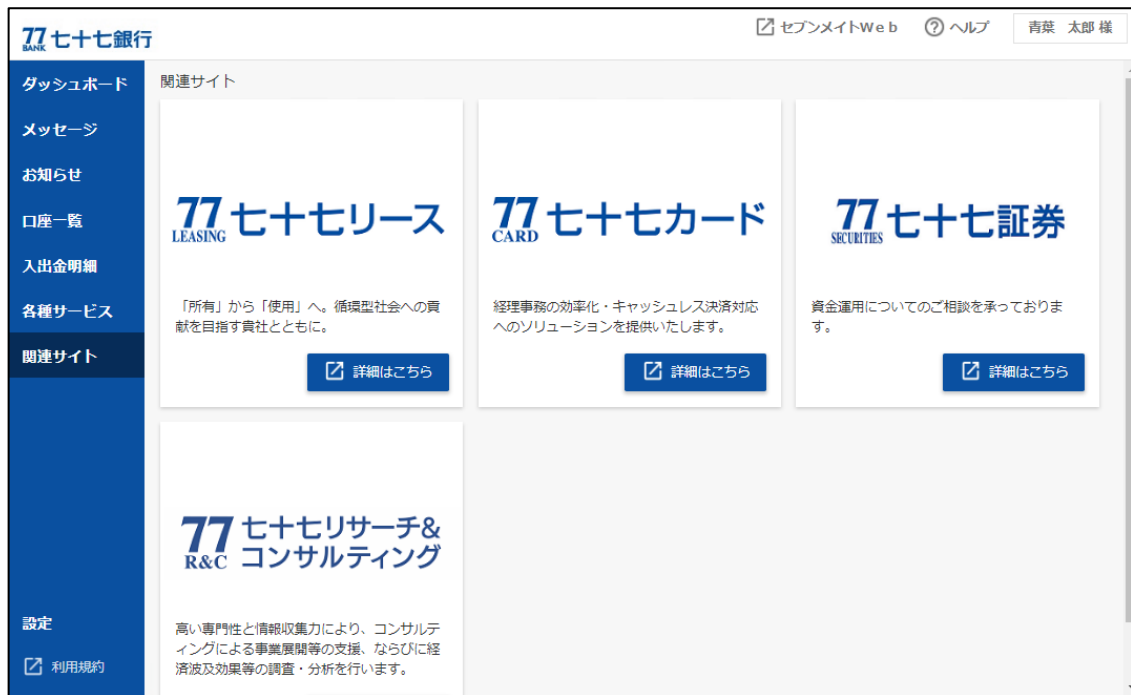 77 BANK 七十七銀行
セブンメイトWeb
ヘルプ
青葉 太郎 様
ダッシュボード
メッセージ
お知らせ
口座一覧
入出金明細
各種サービス
関連サイト
設定
利用規約
関連サイト
77 LEASING 七十七リース
「所有」から「使用」へ。循環型社会への貢
献を目指す貴社とともに。
詳細はこちら
77 CARD 七十七カード
経理事務の効率化・キャッシュレス決済対応
へのソリューションを提供いたします。
詳細はこちら
77 SECURITIES 七十七証券
資金運用についてのご相談を承っておりま
す。
詳細はこちら
77 R&C 七十七リサーチ&
コンサルティング
高い専門性と情報収集力により、コンサルテ
ィングによる事業展開等の支援、ならびに経
済波及効果等の調査・分析を行います。